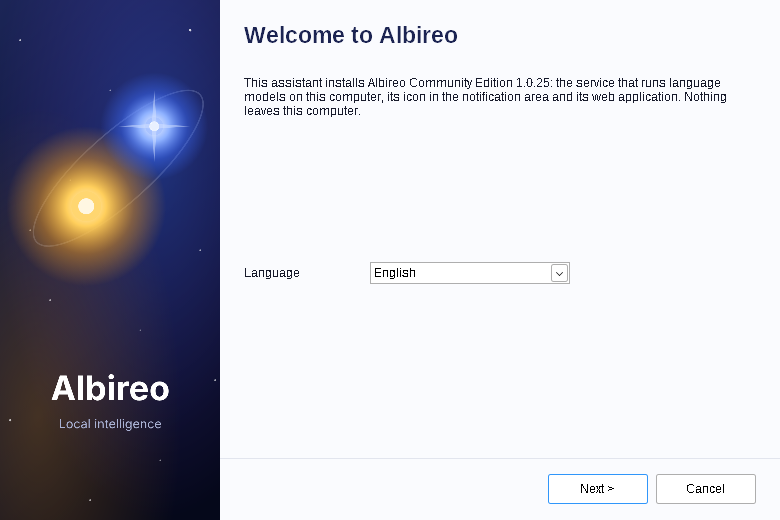 Welcome to Albireo
This assistant installs Albireo Community Edition 1.0.25: the service that runs language
models on this computer, its icon in the notification area and its web application. Nothing
leaves this computer.
Language
English
Albireo
Local intelligence
Next >
Cancel